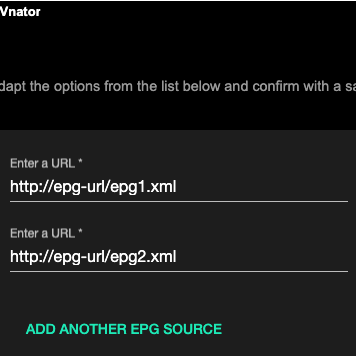 Vnator
dapt the options from the list below and confirm with a sa
Enter a URL *
http://epg-url/epg1.xml
Enter a URL *
http://epg-url/epg2.xml
ADD ANOTHER EPG SOURCE